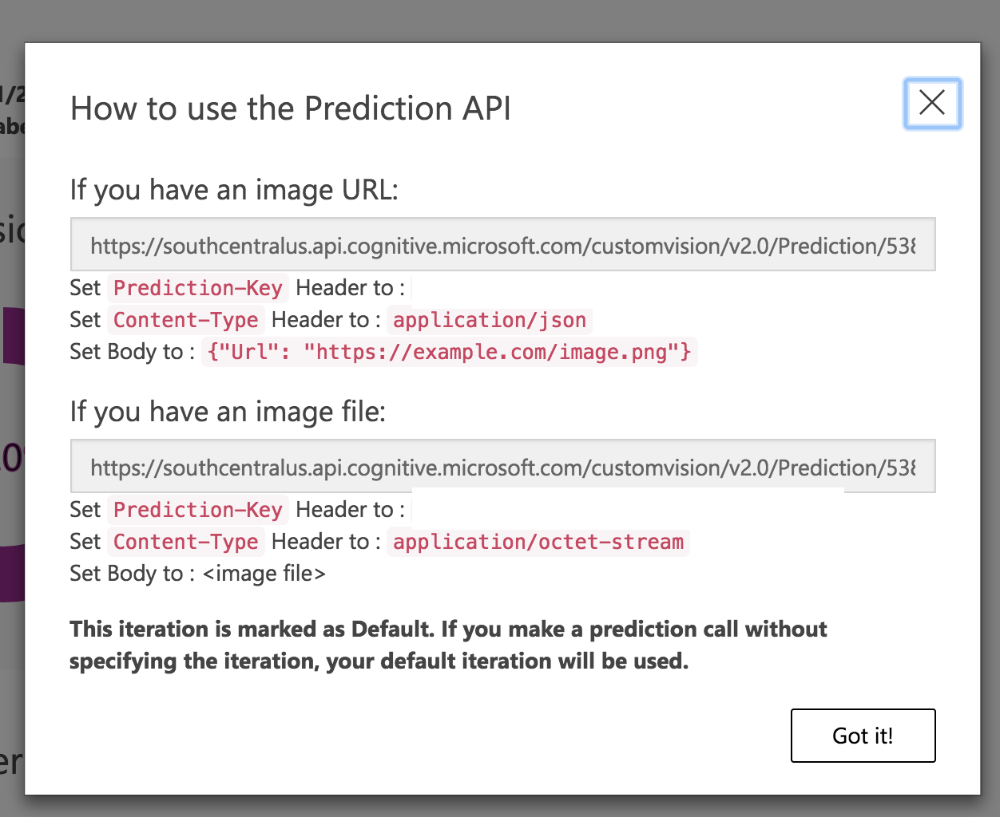 How to use the Prediction API
If you have an image URL:
https://southcentralus.api.cognitive.microsoft.com/customvision/v2.0/Prediction/538
Set Prediction-Key Header to :
Set Content-Type Header to : application/json
Set Body to : {"Url": "https://example.com/image.png"}
If you have an image file:
https://southcentralus.api.cognitive.microsoft.com/customvision/v2.0/Prediction/538
Set Prediction-Key Header to :
Set Content-Type Header to : application/octet-stream
Set Body to : <image file>
This iteration is marked as Default. If you make a prediction call without
specifying the iteration, your default iteration will be used.
Got it!